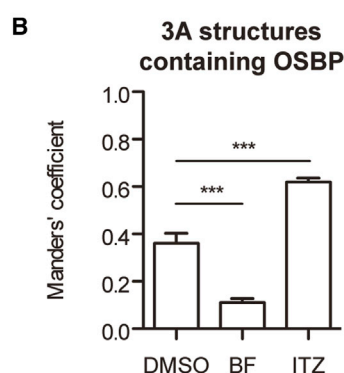 B
3A structures
containing OSBP
Manders' coefficient
1.0
0.8
0.6
0.4
0.2
0.0
***
***
DMSO BF ITZ